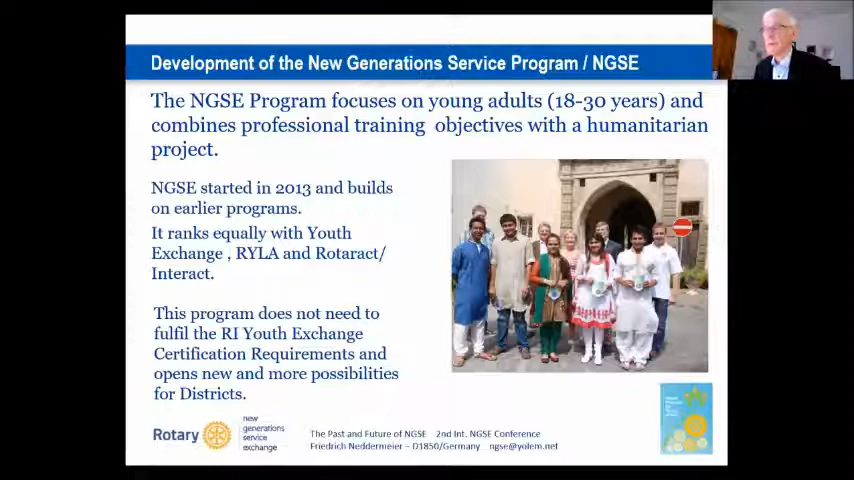 Development of the New Generations Service Program / NGSE
The NGSE Program focuses on young adults (18-30 years) and
combines professional training objectives with a humanitarian
project.
NGSE started in 2013 and builds
on earlier programs.
It ranks equally with Youth
Exchange , RYLA and Rotaract/
Interact.
This program does not need to
fulfil the RI Youth Exchange
Certification Requirements and
opens new and more possibilities
for Districts.
Rotary
new
generations
service
exchange
The Past and Future of NGSE 2nd Int. NGSE Conference
Friedrich Neddermeier – D1850/Germany ngse@yolem.net